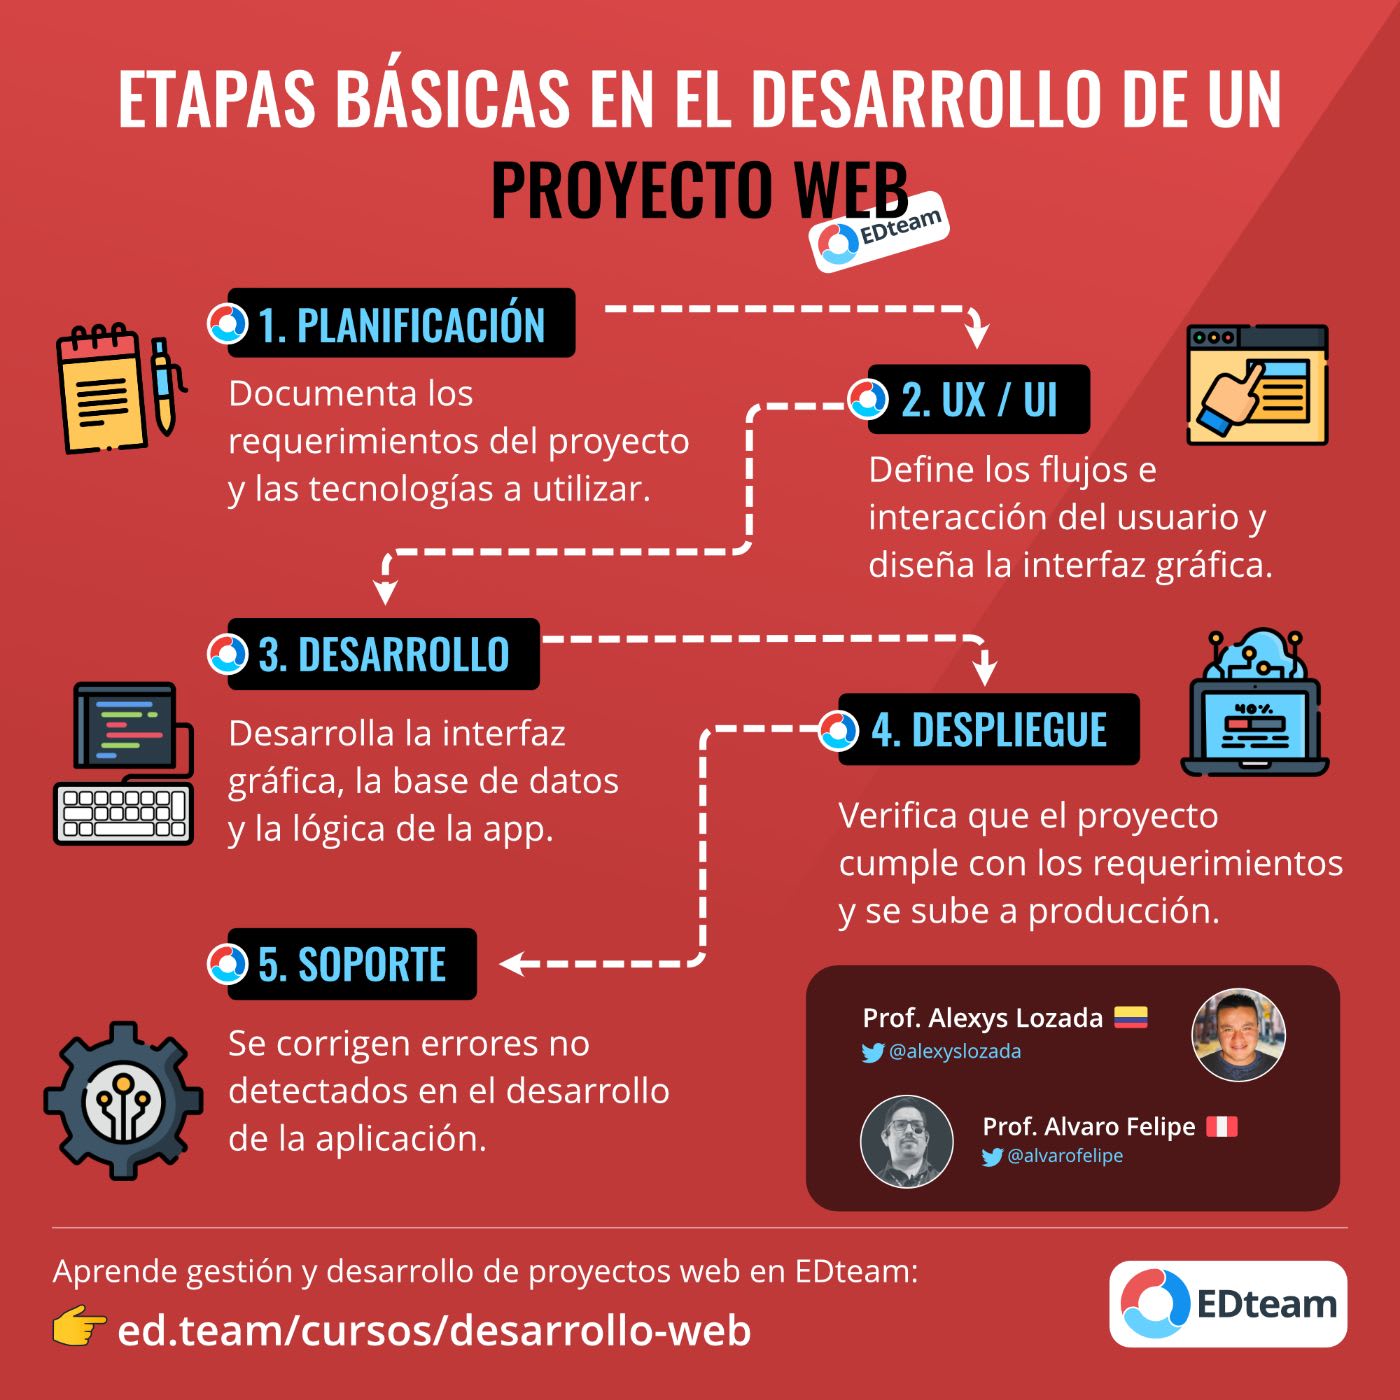 ETAPAS BÁSICAS EN EL DESARROLLO DE UN
PROYECTO WEB
EDteam
1. PLANIFICACIÓN
Documenta los
requerimientos del proyecto
y las tecnologías a utilizar.
2. UX / UI
Define los flujos e
interacción del usuario y
diseña la interfaz gráfica.
3. DESARROLLO
Desarrolla la interfaz
gráfica, la base de datos
y la lógica de la app.
4. DESPLIEGUE
40%
Verifica que el proyecto
cumple con los requerimientos
y se sube a producción.
5. SOPORTE
Se corrigen errores no
detectados en el desarrollo
de la aplicación.
Prof. Alexys Lozada
@alexyslozada
Prof. Alvaro Felipe
@alvarofelipe
Aprende gestión y desarrollo de proyectos web en EDteam:
ed.team/cursos/desarrollo-web
EDteam